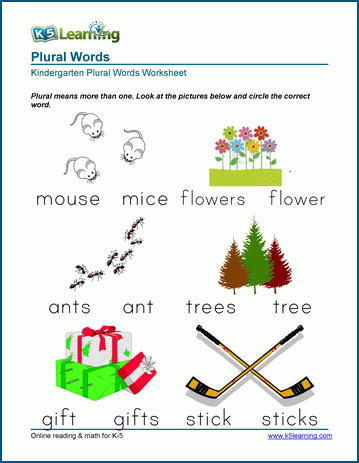 K5 Learning
Plural Words
Kindergarten Plural Words Worksheet
Plural means more than one. Look at the pictures below and circle the correct
word.
mouse mice flowers flower
ants ant trees tree
gift gifts stick sticks
Online reading & math for K-5
www.k5learning.com